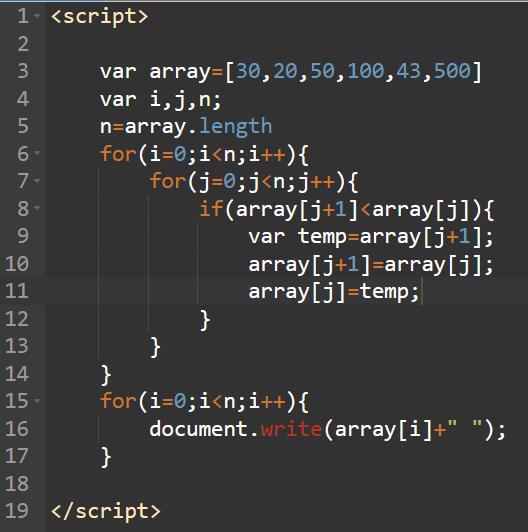 1 <script>
2
3     var array=[30,20,50,100,43,500]
4     var i,j,n;
5     n=array.length
6     for(i=0;i<n;i++){
7         for(j=0;j<n;j++){
8             if(array[j+1]<array[j]){
9                 var temp=array[j+1];
10                 array[j+1]=array[j];
11                 array[j]=temp;
12             }
13         }
14     }
15     for(i=0;i<n;i++){
16         document.write(array[i]+" ");
17     }
18
19 </script>